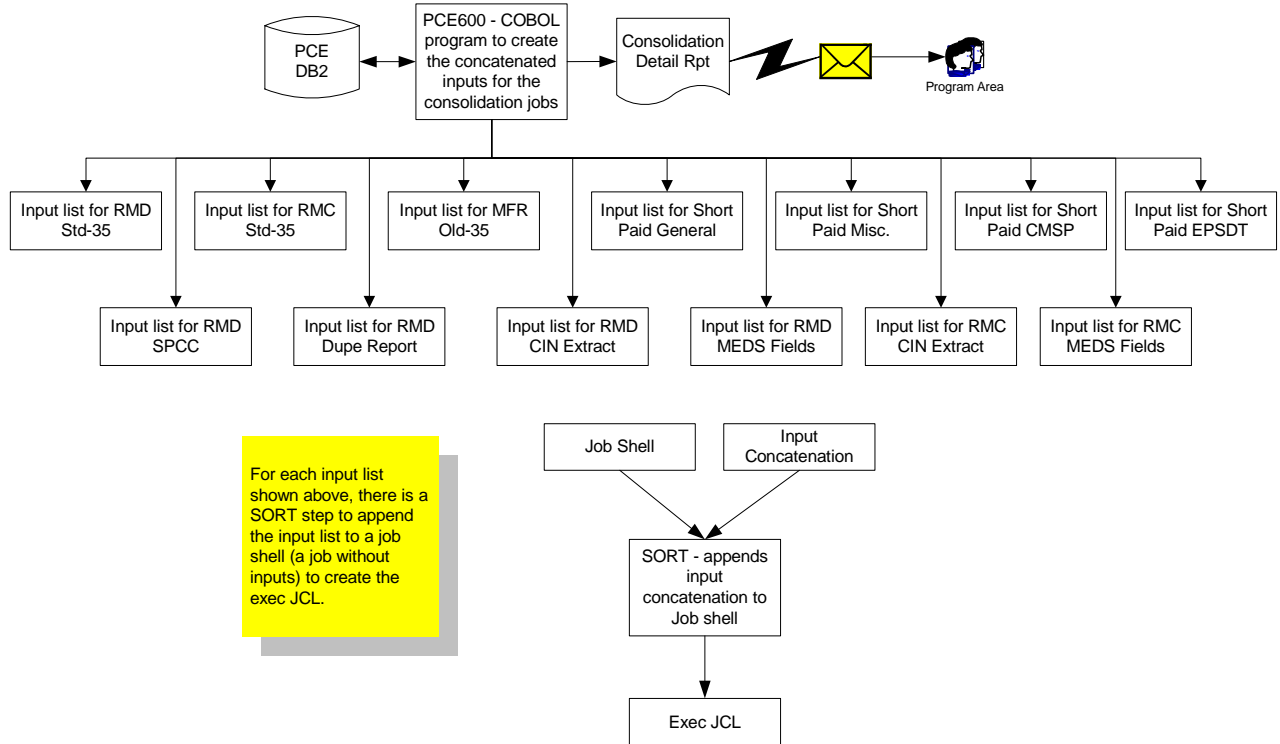 PCE
DB2
PCE600 - COBOL
program to create
the concatenated
inputs for the
consolidation jobs
Consolidation
Detail Rpt
Program Area
Input list for RMD
Std-35
Input list for RMC
Std-35
Input list for MFR
Old-35
Input list for Short
Paid General
Input list for Short
Paid Misc.
Input list for Short
Paid CMSP
Input list for Short
Paid EPSDT
Input list for RMD
SPCC
Input list for RMD
Dupe Report
Input list for RMD
CIN Extract
Input list for RMD
MEDS Fields
Input list for RMC
CIN Extract
Input list for RMC
MEDS Fields
For each input list
shown above, there is a
SORT step to append
the input list to a job
shell (a job without
inputs) to create the
exec JCL.
Job Shell
Input
Concatenation
SORT - appends
input
concatenation to
Job shell
Exec JCL